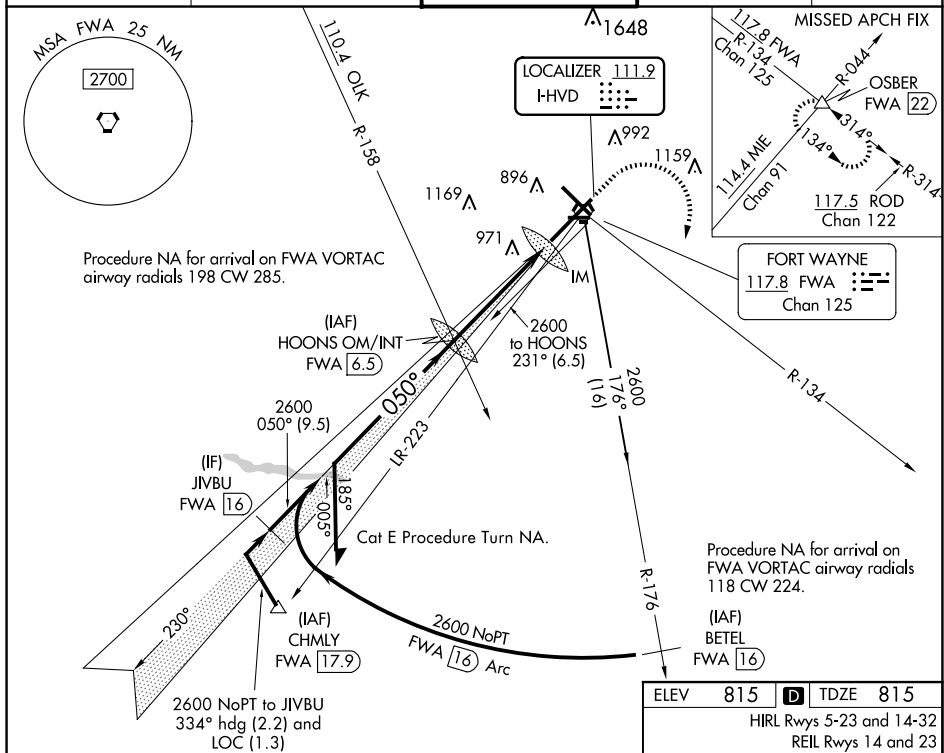 MSA FWA 25 NM
2700
110.4 OLK
R-158
1648
LOCALIZER 111.9
I-HVD
992
1159
896
1169
971
IM
117.8 FWA
R-134
Chan 125
MISSED APCH FIX
R-044
OSBER
FWA 22
314°
134°
R-314
114.4 MIE
Chan 91
117.5 ROD
Chan 122
FORT WAYNE
117.8 FWA
Chan 125
Procedure NA for arrival on FWA VORTAC
airway radials 198 CW 285.
(IAF)
HOONS OM/INT
FWA 6.5
2600
to HOONS
231° (6.5)
2600
176°
(16)
R-134
050°
LR-223
2600
050° (9.5)
(IF)
JIVBU
FWA 16
185°
005°
Cat E Procedure Turn NA.
R-176
Procedure NA for arrival on
FWA VORTAC airway radials
118 CW 224.
230°
(IAF)
CHMLY
FWA 17.9
2600 NoPT
FWA 16 Arc
(IAF)
BETEL
FWA 16
2600 NoPT to JIVBU
334° hdg (2.2) and
LOC (1.3)
ELEV 815 D TDZE 815
HIRL Rwys 5-23 and 14-32
REIL Rwys 14 and 23